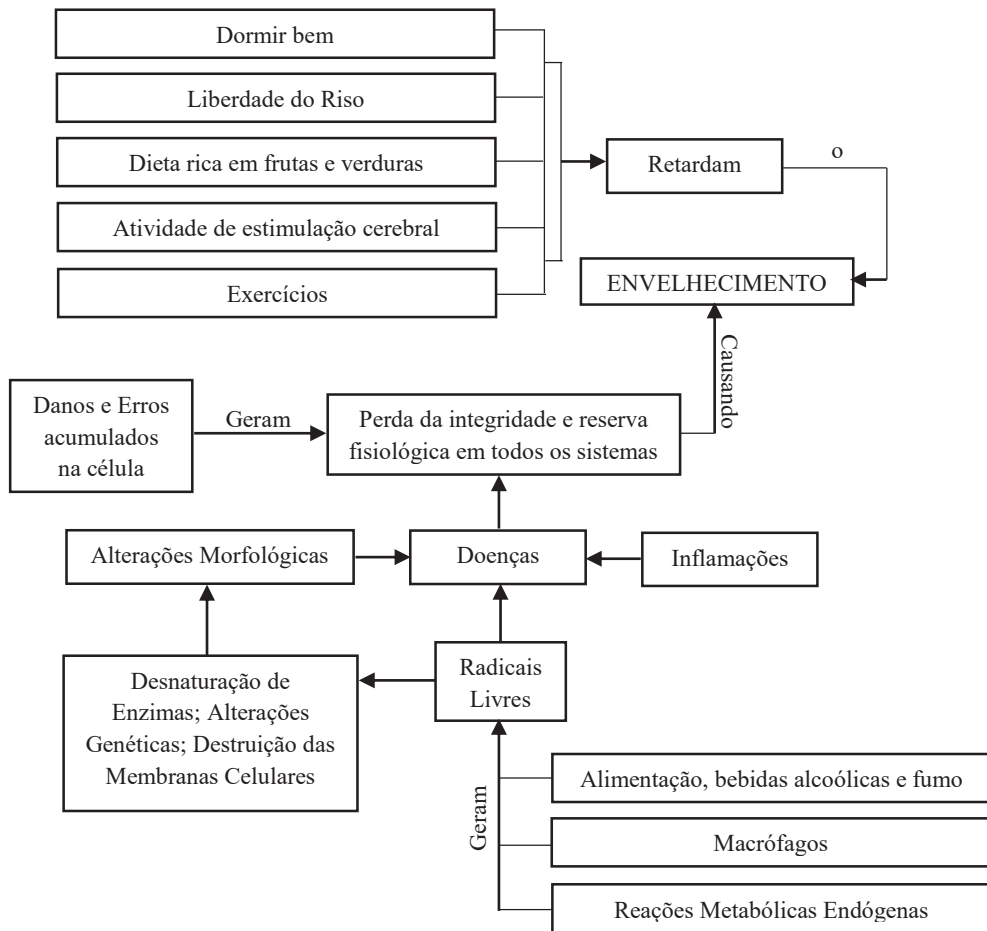 Dormir bem
Liberdade do Riso
Dieta rica em frutas e verduras
Atividade de estimulação cerebral
Exercícios
Retardam
o
ENVELHECIMENTO
Causando
Danos e Erros
acumulados
na célula
Geram
Perda da integridade e reserva
fisiológica em todos os sistemas
Alterações Morfológicas
Doenças
Inflamações
Desnaturação de
Enzimas; Alterações
Genéticas; Destruição das
Membranas Celulares
Radicais
Livres
Geram
Alimentação, bebidas alcoólicas e fumo
Macrófagos
Reações Metabólicas Endógenas